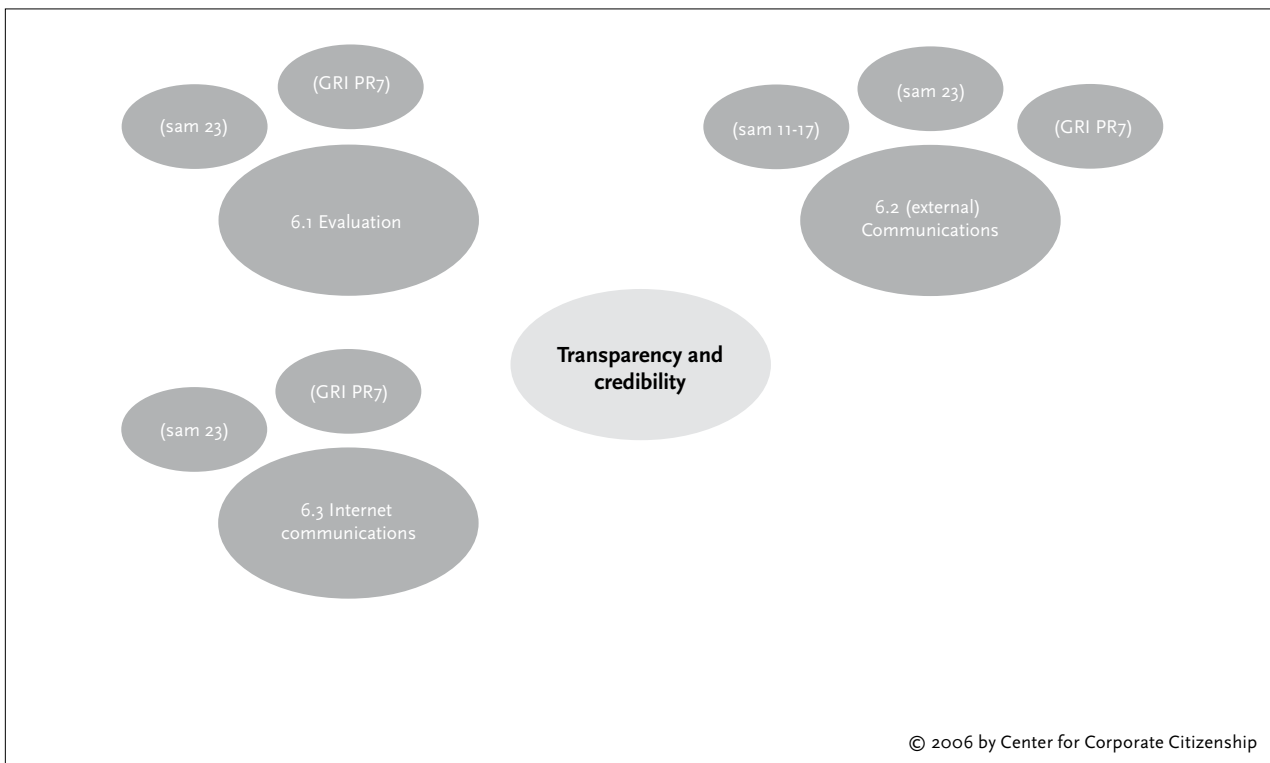 (GRI PR7)
(sam 23)
6.1 Evaluation
(sam 23)
(sam 11-17)
(GRI PR7)
6.2 (external)
Communications
Transparency and
credibility
(GRI PR7)
(sam 23)
6.3 Internet
communications
© 2006 by Center for Corporate Citizenship